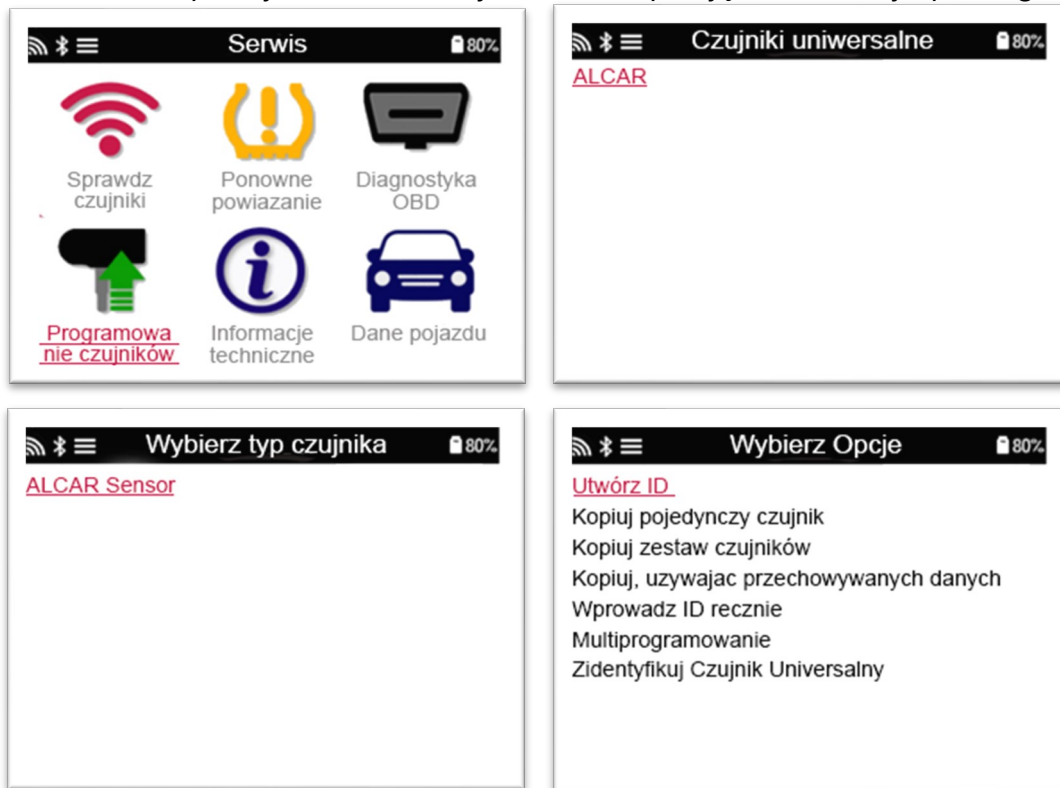 Serwis
80%
Czujniki uniwersalne
80%
Sprawdz
czujniki
Ponowne
powiazanie
Diagnostyka
OBD
Programowa
nie czujników
Informacje
techniczne
Dane pojazdu
ALCAR
Wybierz typ czujnika
80%
ALCAR Sensor
Wybierz Opcje
80%
Utwórz ID
Kopiuj pojedynczy czujnik
Kopiuj zestaw czujników
Kopiuj, uzywajac przechowywanych danych
Wprowadz ID recznie
Multiprogramowanie
Zidentyfikuj Czujnik Universalny